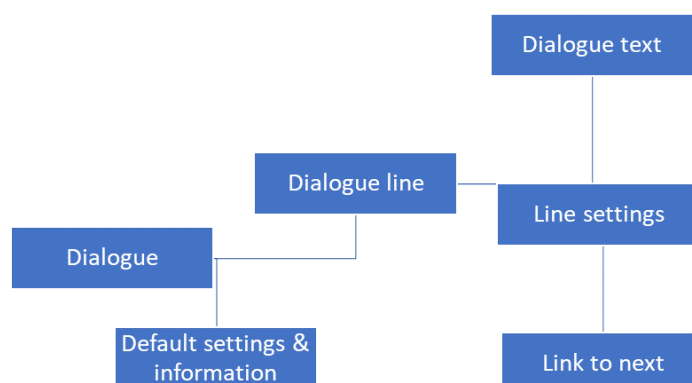 Dialogue text
Dialogue line
Line settings
Dialogue
Default settings &
information
Link to next